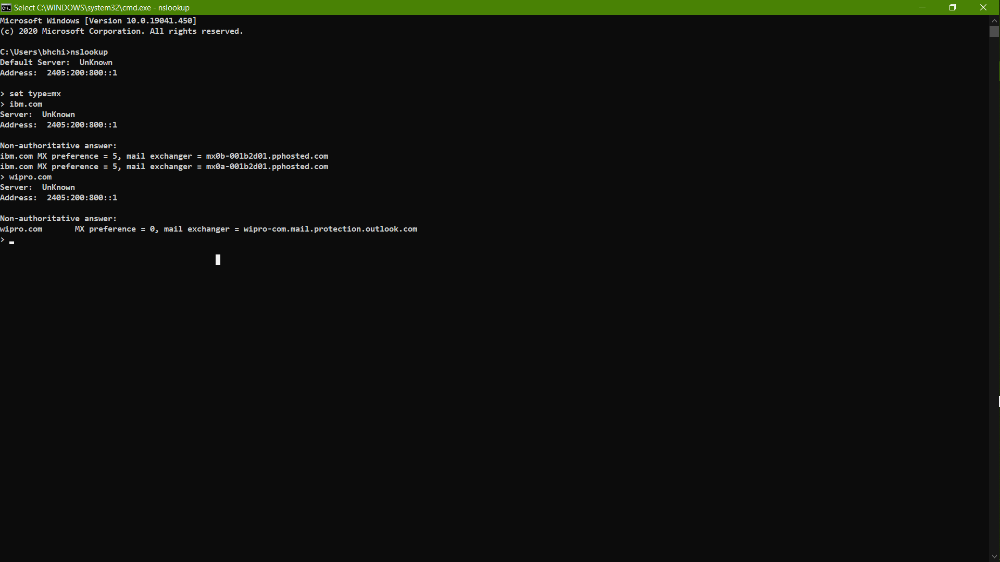 Select C:\WINDOWS\system32\cmd.exe - nslookup
Microsoft Windows [Version 10.0.19041.450]
(c) 2020 Microsoft Corporation. All rights reserved.
C:\Users\bhchi>nslookup
Default Server:  UnKnown
Address:  2405:200:800::1
> set type=mx
> ibm.com
Server:  UnKnown
Address:  2405:200:800::1
Non-authoritative answer:
ibm.com MX preference = 5, mail exchanger = mx0b-001b2d01.pphosted.com
ibm.com MX preference = 5, mail exchanger = mx0a-001b2d01.pphosted.com
> wipro.com
Server:  UnKnown
Address:  2405:200:800::1
Non-authoritative answer:
wipro.com       MX preference = 0, mail exchanger = wipro-com.mail.protection.outlook.com
>